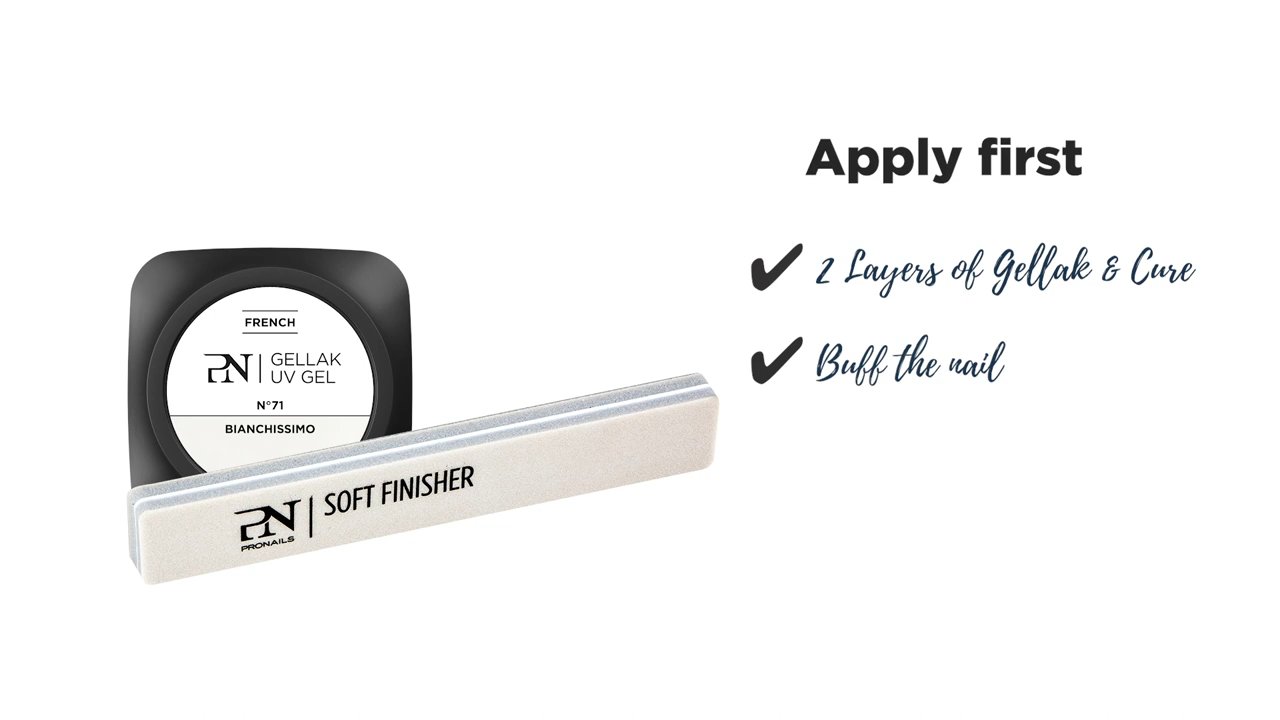 Apply first
✔ 2 Layers of Gellak & Cure
✔ Buff the nail
FRENCH
PN | GELLAK
UV GEL
N°71
BIANCHISSIMO
PN | SOFT FINISHER
PRONAILS